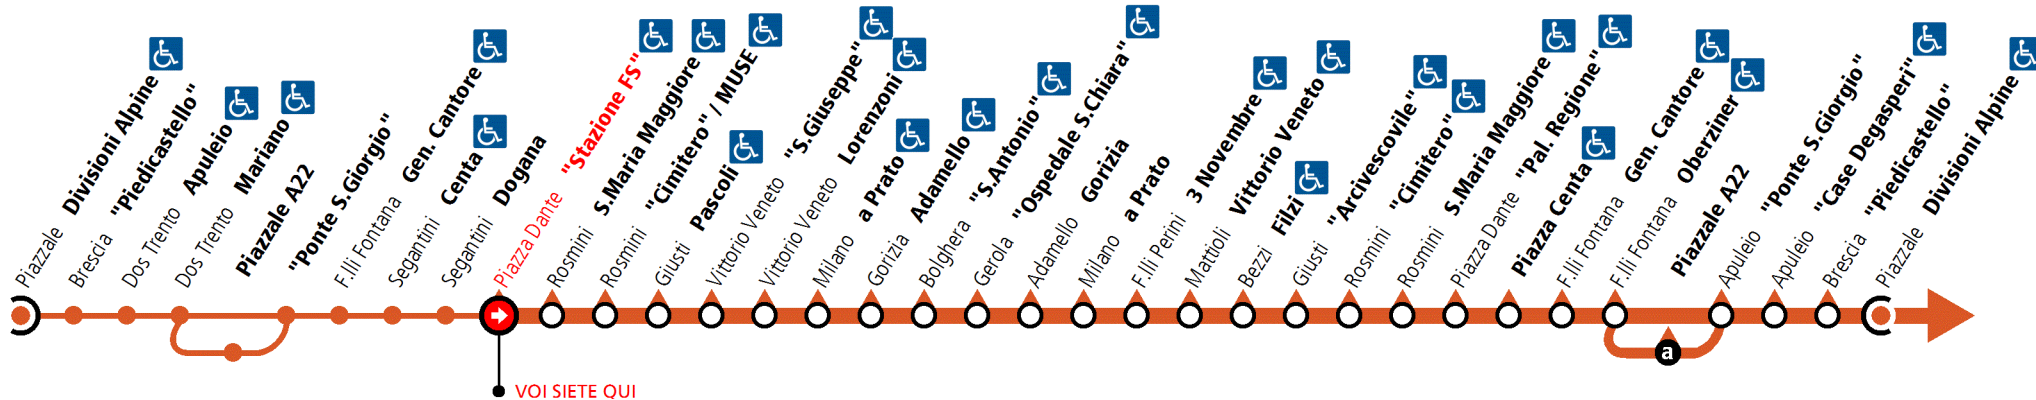 Piazzale Divisioni Alpine
Brescia "Piedicastello"
Dos Trento Apuleio
Dos Trento Mariano
Piazzale A22
"Ponte S.Giorgio"
F.lli Fontana Gen. Cantore
Segantini Centa
Segantini Dogana
Piazza Dante "Stazione FS"
Rosmini S.Maria Maggiore
Rosmini "Cimitero" / MUSE
Giusti Pascoli
Vittorio Veneto "S.Giuseppe"
Vittorio Veneto Lorenzoni
Milano a Prato
Gorizia Adamello
Bolghera "S.Antonio"
Gerola "Ospedale S.Chiara"
Adamello Gorizia
Milano a Prato
F.lli Perini 3 Novembre
Mattioli Vittorio Veneto
Bezzi Filzi
Giusti "Arcivescovile"
Rosmini "Cimitero"
Rosmini S.Maria Maggiore
Piazza Dante "Pal. Regione"
Piazza Centa
F.lli Fontana Gen. Cantore
F.lli Fontana Oberziner
Piazzale A22
Apuleio "Ponte S.Giorgio"
Apuleio "Case Degasperi"
Brescia "Piedicastello"
Piazzale Divisioni Alpine
a
VOI SIETE QUI